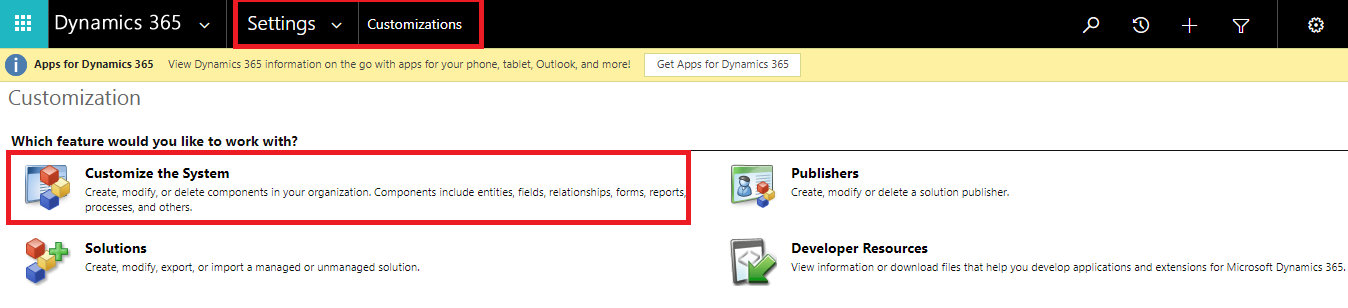 Dynamics 365 Settings Customizations
Apps for Dynamics 365 View Dynamics 365 information on the go with apps for your phone, tablet, Outlook, and more! Get Apps for Dynamics 365
Customization
Which feature would you like to work with?
Customize the System
Create, modify, or delete components in your organization. Components include entities, fields, relationships, forms, reports,
processes, and others.
Publishers
Create, modify or delete a solution publisher.
Solutions
Create, modify, export, or import a managed or unmanaged solution.
Developer Resources
View information or download files that help you develop applications and extensions for Microsoft Dynamics 365.